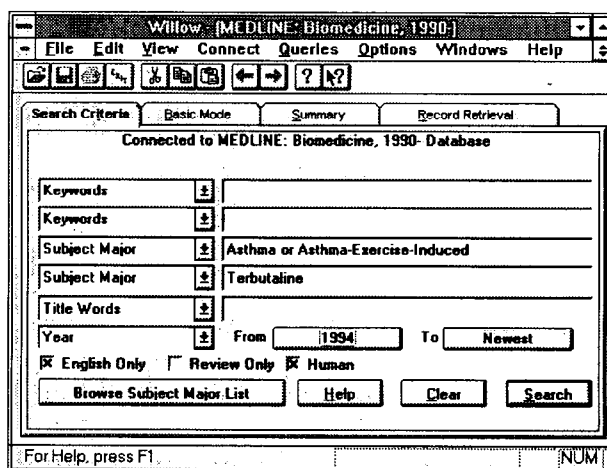 Willow - [MEDLINE: Biomedicine, 1990-]
File Edit View Connect Queries Options Windows Help
Search Criteria Basic Mode Summary Record Retrieval
Connected to MEDLINE: Biomedicine, 1990- Database
Keywords
Keywords
Subject Major Asthma or Asthma-Exercise-Induced
Subject Major Terbutaline
Title Words
Year From 1994 To Newest
English Only Review Only Human
Browse Subject Major List Help Clear Search
For Help, press F1 NUM